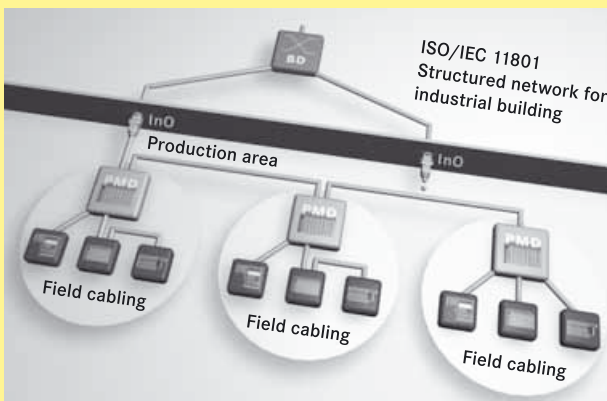 BD
ISO/IEC 11801
Structured network for
industrial building
InO
InO
Production area
PMD
PMD
PMD
Field cabling
Field cabling
Field cabling